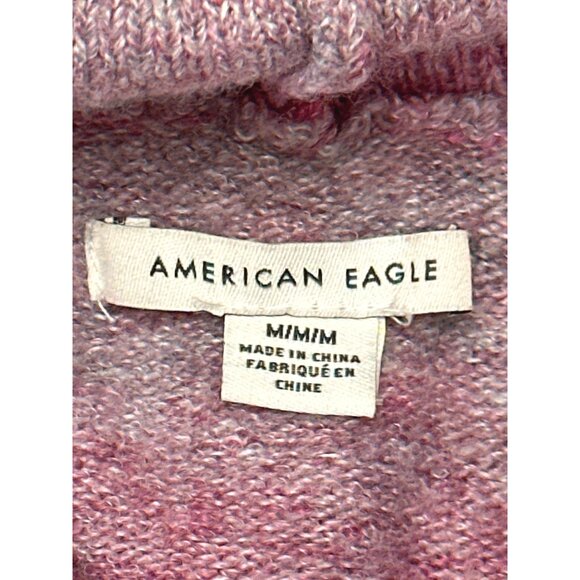 AMERICAN EAGLE
M/M/M
MADE IN CHINA
FABRIQUÉ EN
CHINE